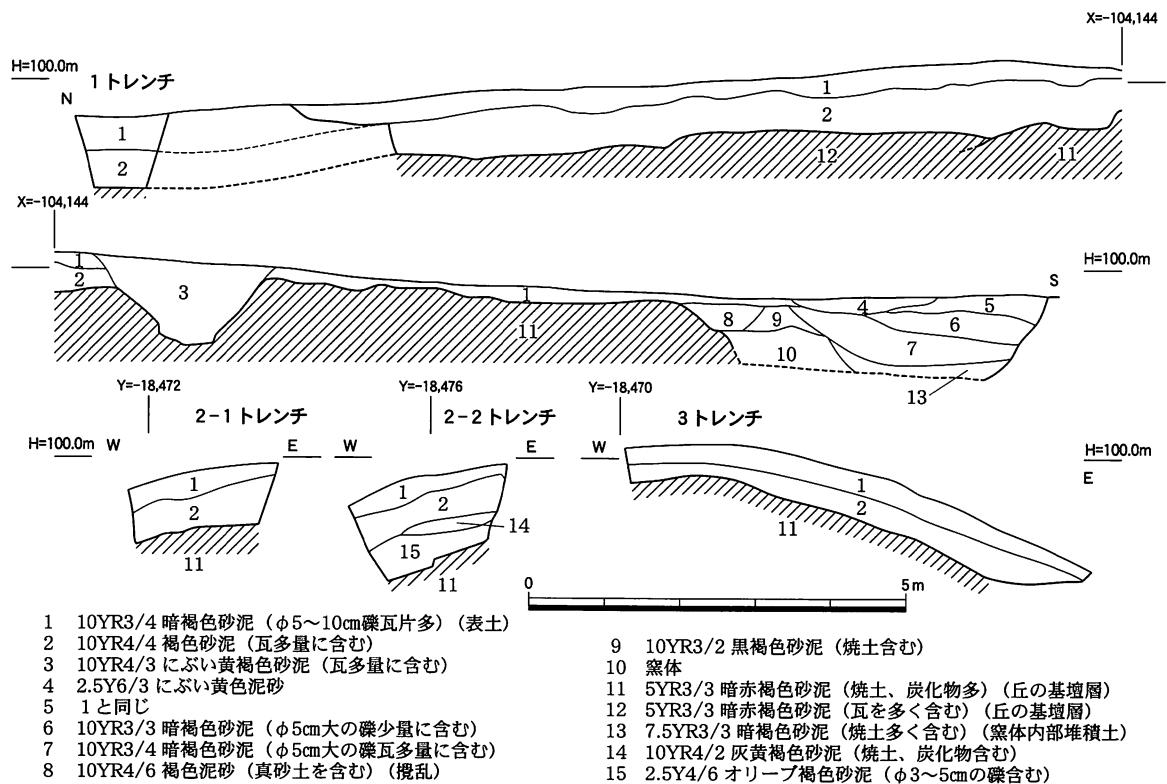 X=-104,144
H=100.0m
1トレンチ
N
1
2
1
2
12
11
X=-104,144
H=100.0m
S
1
2
3
1
11
8
9
10
4
5
6
7
13
Y=-18,472
Y=-18,476
Y=-18,470
2-1トレンチ
2-2トレンチ
3トレンチ
H=100.0m
W
E
W
E
W
H=100.0m
E
1
2
11
1
2
14
15
11
1
2
11
0
5m
1 10YR3/4 暗褐色砂泥（φ5〜10㎝礫瓦片多）（表土）
2 10YR4/4 褐色砂泥（瓦多量に含む）
3 10YR4/3 にぶい黄褐色砂泥（瓦多量に含む）
4 2.5Y6/3 にぶい黄色泥砂
5 1と同じ
6 10YR3/3 暗褐色砂泥（φ5㎝大の礫少量に含む）
7 10YR3/4 暗褐色砂泥（φ5㎝大の礫瓦多量に含む）
8 10YR4/6 褐色泥砂（真砂土を含む）（攪乱）
9 10YR3/2 黒褐色砂泥（焼土含む）
10 窯体
11 5YR3/3 暗赤褐色砂泥（焼土、炭化物多）（丘の基壇層）
12 5YR3/3 暗赤褐色砂泥（瓦を多く含む）（丘の基壇層）
13 7.5YR3/3 暗褐色砂泥（焼土多く含む）（窯体内部堆積土）
14 10YR4/2 灰黄褐色砂泥（焼土、炭化物含む）
15 2.5Y4/6 オリーブ褐色砂泥（φ3〜5㎝の礫含む）